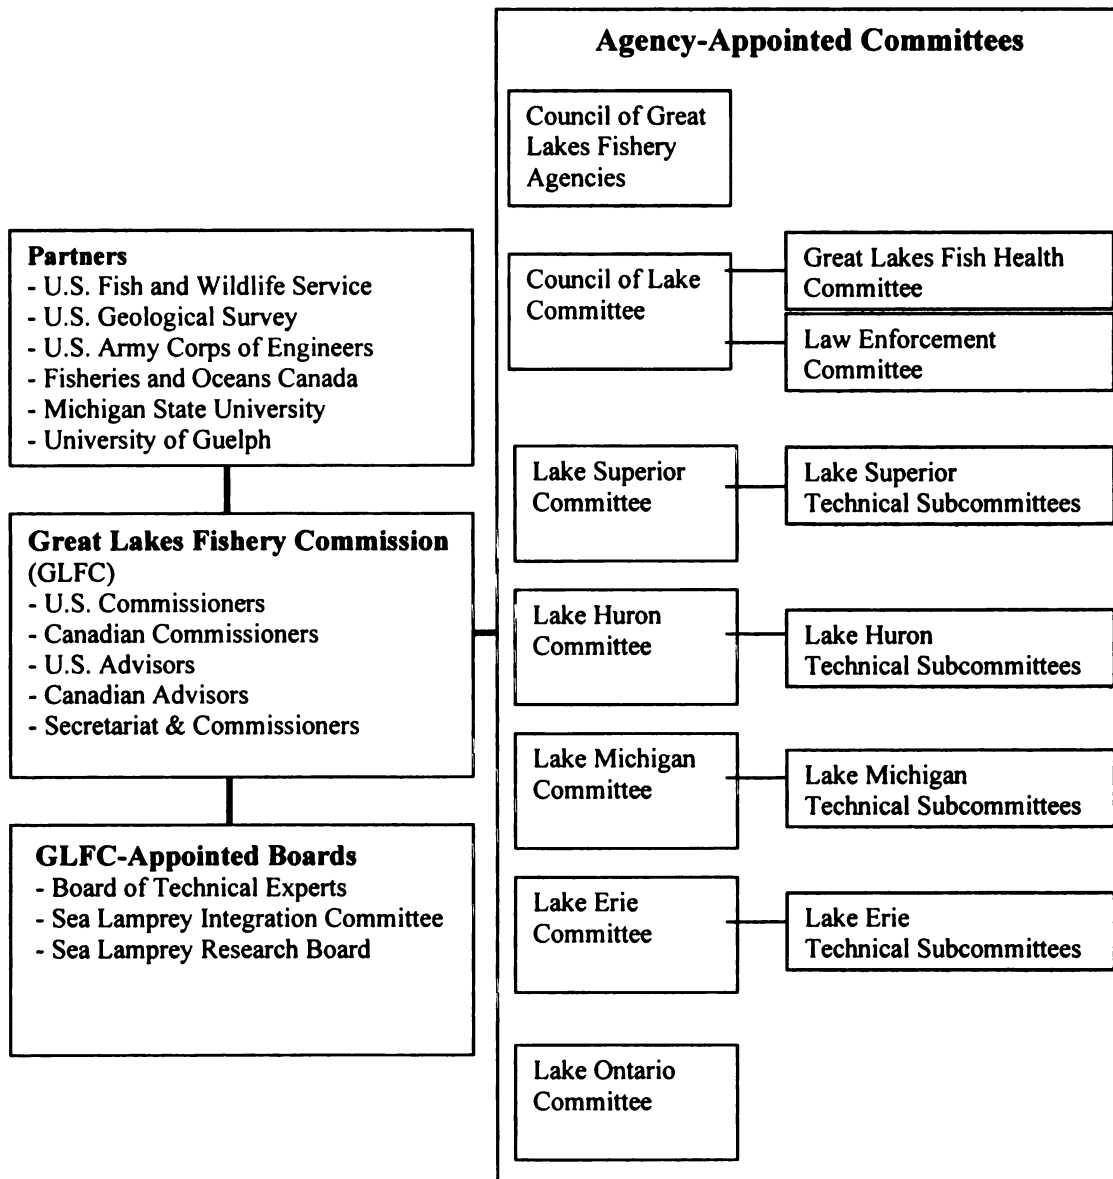 Agency-Appointed Committees
Council of Great
Lakes Fishery
Agencies
Council of Lake
Committee
Great Lakes Fish Health
Committee
Law Enforcement
Committee
Lake Superior
Committee
Lake Superior
Technical Subcommittees
Lake Huron
Committee
Lake Huron
Technical Subcommittees
Lake Michigan
Committee
Lake Michigan
Technical Subcommittees
Lake Erie
Committee
Lake Erie
Technical Subcommittees
Lake Ontario
Committee
Partners
- U.S. Fish and Wildlife Service
- U.S. Geological Survey
- U.S. Army Corps of Engineers
- Fisheries and Oceans Canada
- Michigan State University
- University of Guelph
Great Lakes Fishery Commission
(GLFC)
- U.S. Commissioners
- Canadian Commissioners
- U.S. Advisors
- Canadian Advisors
- Secretariat & Commissioners
GLFC-Appointed Boards
- Board of Technical Experts
- Sea Lamprey Integration Committee
- Sea Lamprey Research Board